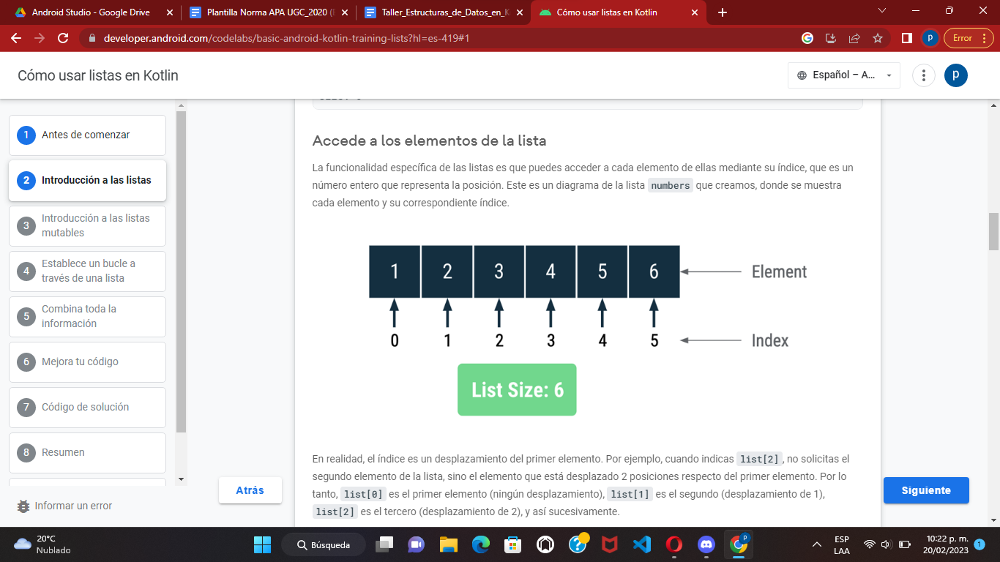 Android Studio - Google Drive
Plantilla Norma APA UGC_2020 (
Taller_Estructuras_de_Datos_en_K
Cómo usar listas en Kotlin
developer.android.com/codelabs/basic-android-kotlin-training-lists?hl=es-419#1
p
Error
Cómo usar listas en Kotlin
Español – A...
p
1 Antes de comenzar
2 Introducción a las listas
3 Introducción a las listas
mutables
4 Establece un bucle a
través de una lista
5 Combina toda la
información
6 Mejora tu código
7 Código de solución
8 Resumen
Informar un error
Accede a los elementos de la lista
La funcionalidad específica de las listas es que puedes acceder a cada elemento de ellas mediante su índice, que es un
número entero que representa la posición. Este es un diagrama de la lista numbers que creamos, donde se muestra
cada elemento y su correspondiente índice.
1 2 3 4 5 6 Element
0 1 2 3 4 5 Index
List Size: 6
En realidad, el índice es un desplazamiento del primer elemento. Por ejemplo, cuando indicas list[2], no solicitas el
segundo elemento de la lista, sino el elemento que está desplazado 2 posiciones respecto del primer elemento. Por lo
tanto, list[0] es el primer elemento (ningún desplazamiento), list[1] es el segundo (desplazamiento de 1),
list[2] es el tercero (desplazamiento de 2), y así sucesivamente.
Atrás
Siguiente
20°C
Nublado
Búsqueda
ESP
LAA
10:22 p. m.
20/02/2023
1